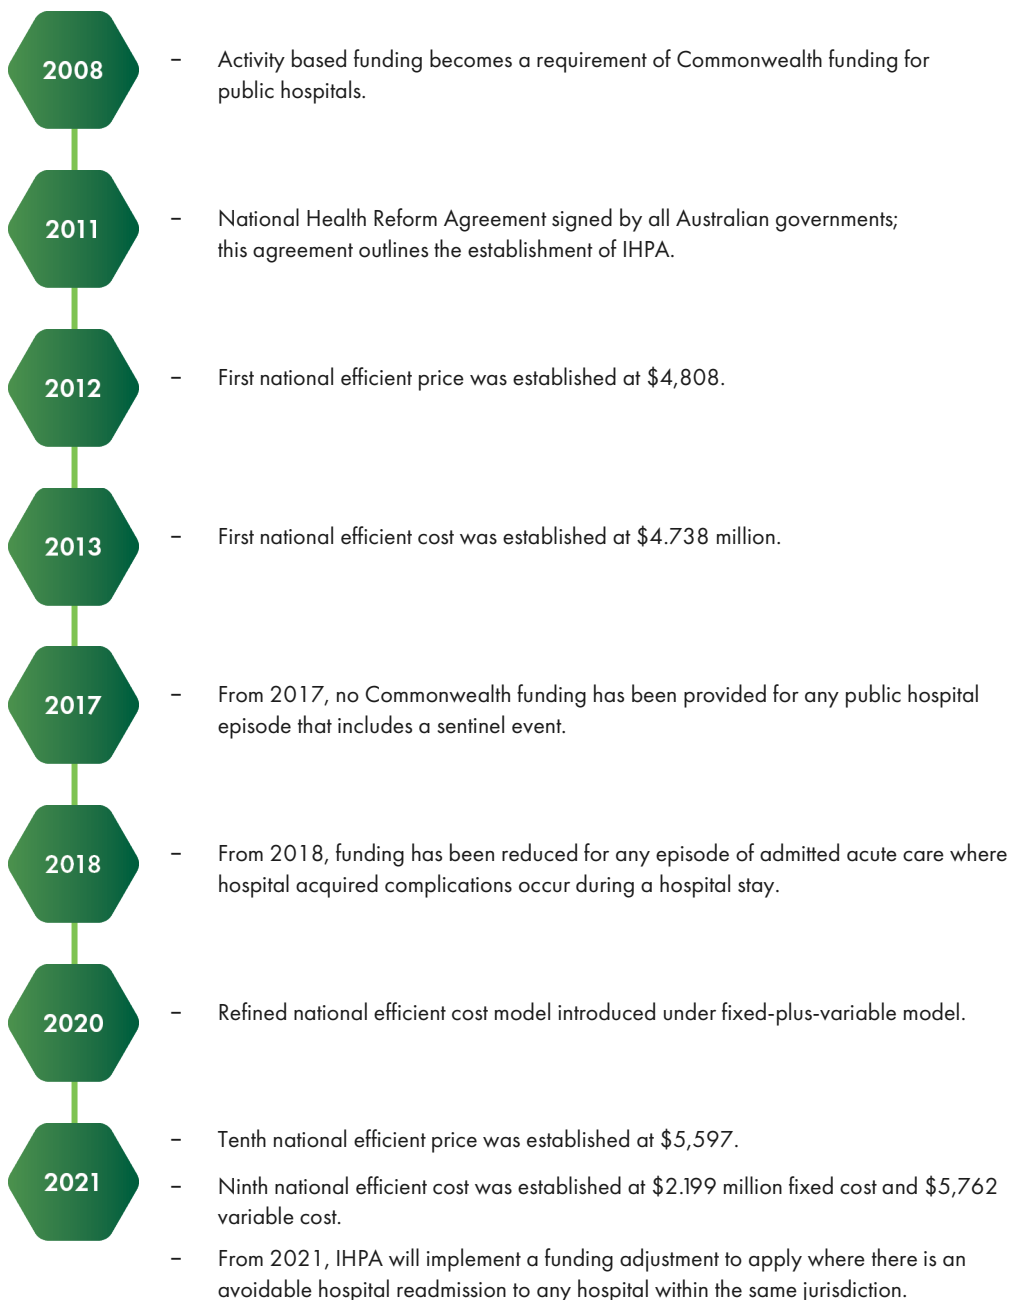 2008
– Activity based funding becomes a requirement of Commonwealth funding for
public hospitals.
2011
– National Health Reform Agreement signed by all Australian governments;
this agreement outlines the establishment of IHPA.
2012
– First national efficient price was established at $4,808.
2013
– First national efficient cost was established at $4.738 million.
2017
– From 2017, no Commonwealth funding has been provided for any public hospital
episode that includes a sentinel event.
2018
– From 2018, funding has been reduced for any episode of admitted acute care where
hospital acquired complications occur during a hospital stay.
2020
– Refined national efficient cost model introduced under fixed-plus-variable model.
2021
– Tenth national efficient price was established at $5,597.
– Ninth national efficient cost was established at $2.199 million fixed cost and $5,762
variable cost.
– From 2021, IHPA will implement a funding adjustment to apply where there is an
avoidable hospital readmission to any hospital within the same jurisdiction.